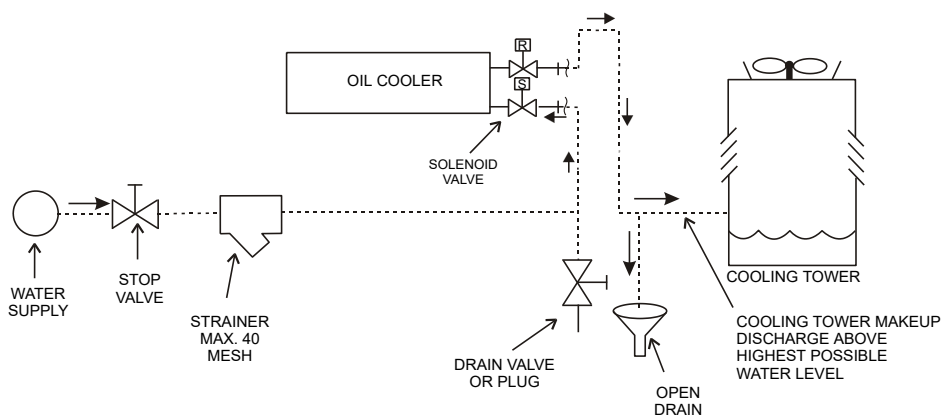 R
OIL COOLER
S
SOLENOID
VALVE
WATER
SUPPLY
STOP
VALVE
STRAINER
MAX. 40
MESH
DRAIN VALVE
OR PLUG
OPEN
DRAIN
COOLING TOWER
COOLING TOWER MAKEUP
DISCHARGE ABOVE
HIGHEST POSSIBLE
WATER LEVEL